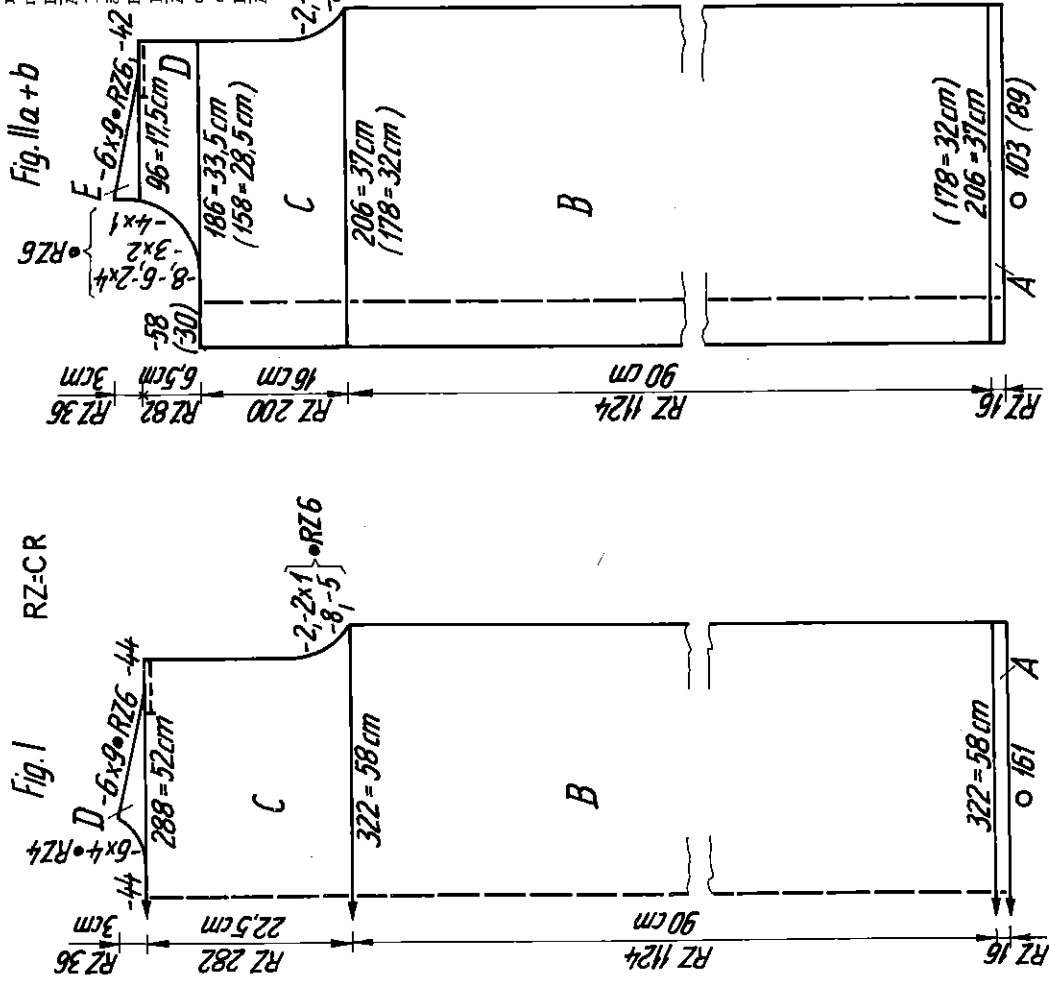 Fig. I
RZ=CR
-44
-6x4•RZ4
D
-6x9•RZ6
-44
288=52cm
C
-2,-2x1
-8,-5
•RZ6
322=58cm
B
322=58cm
A
O 161
RZ 36
3cm
RZ 282
22,5cm
RZ 1124
90cm
RZ 16
Fig. IIa+b
•RZ6
-4x1
-3x2
-8,-6,-2x4
-58
(-30)
E
-6x9•RZ6,
-42
96=17,5cm
D
186=33,5cm
(158=28,5cm)
C
-2,
206=37cm
(178=32cm)
B
(178=32cm)
206=37cm
A
O 103 (89)
RZ 36
3cm
RZ 82
6,5cm
RZ 200
16 cm
RZ 1124
90 cm
RZ 16